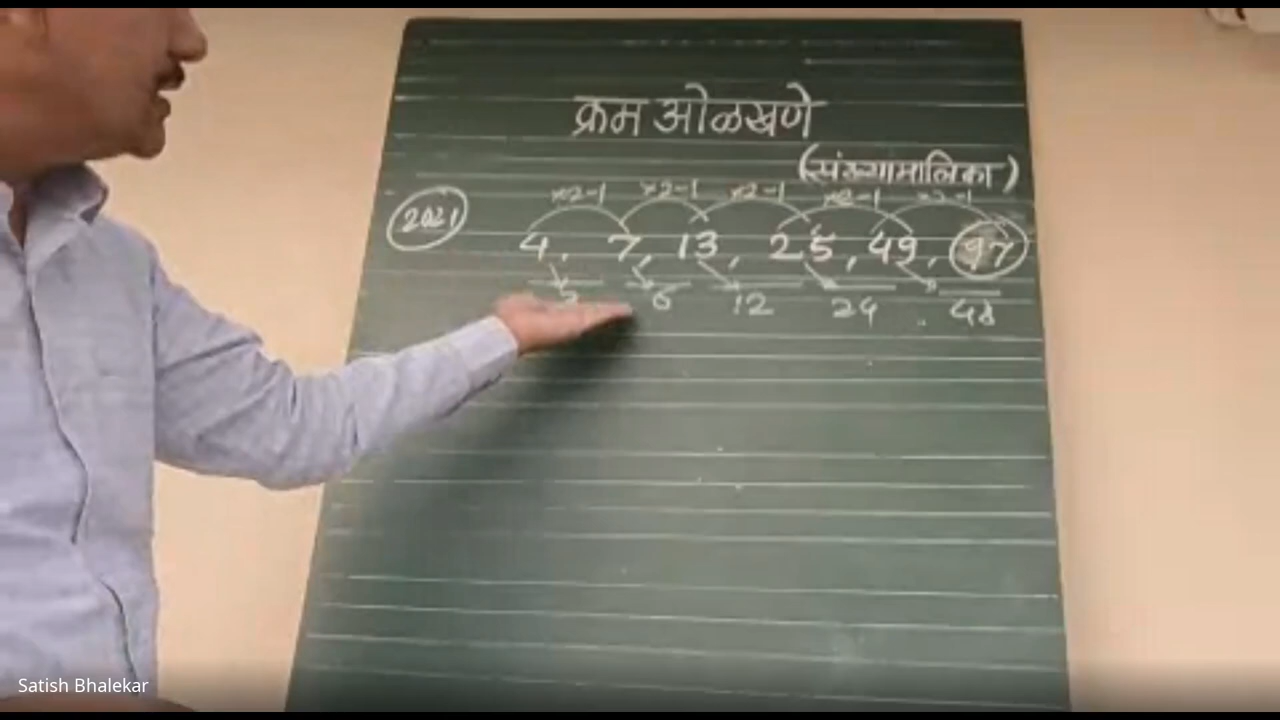 क्रम ओळखणे
(संख्यामालिका)
×2-1 ×2-1 ×2-1 ×2-1 ×2-1
2021 4, 7, 13, 25, 49, 97
3 6 12 24 48
Satish Bhalekar